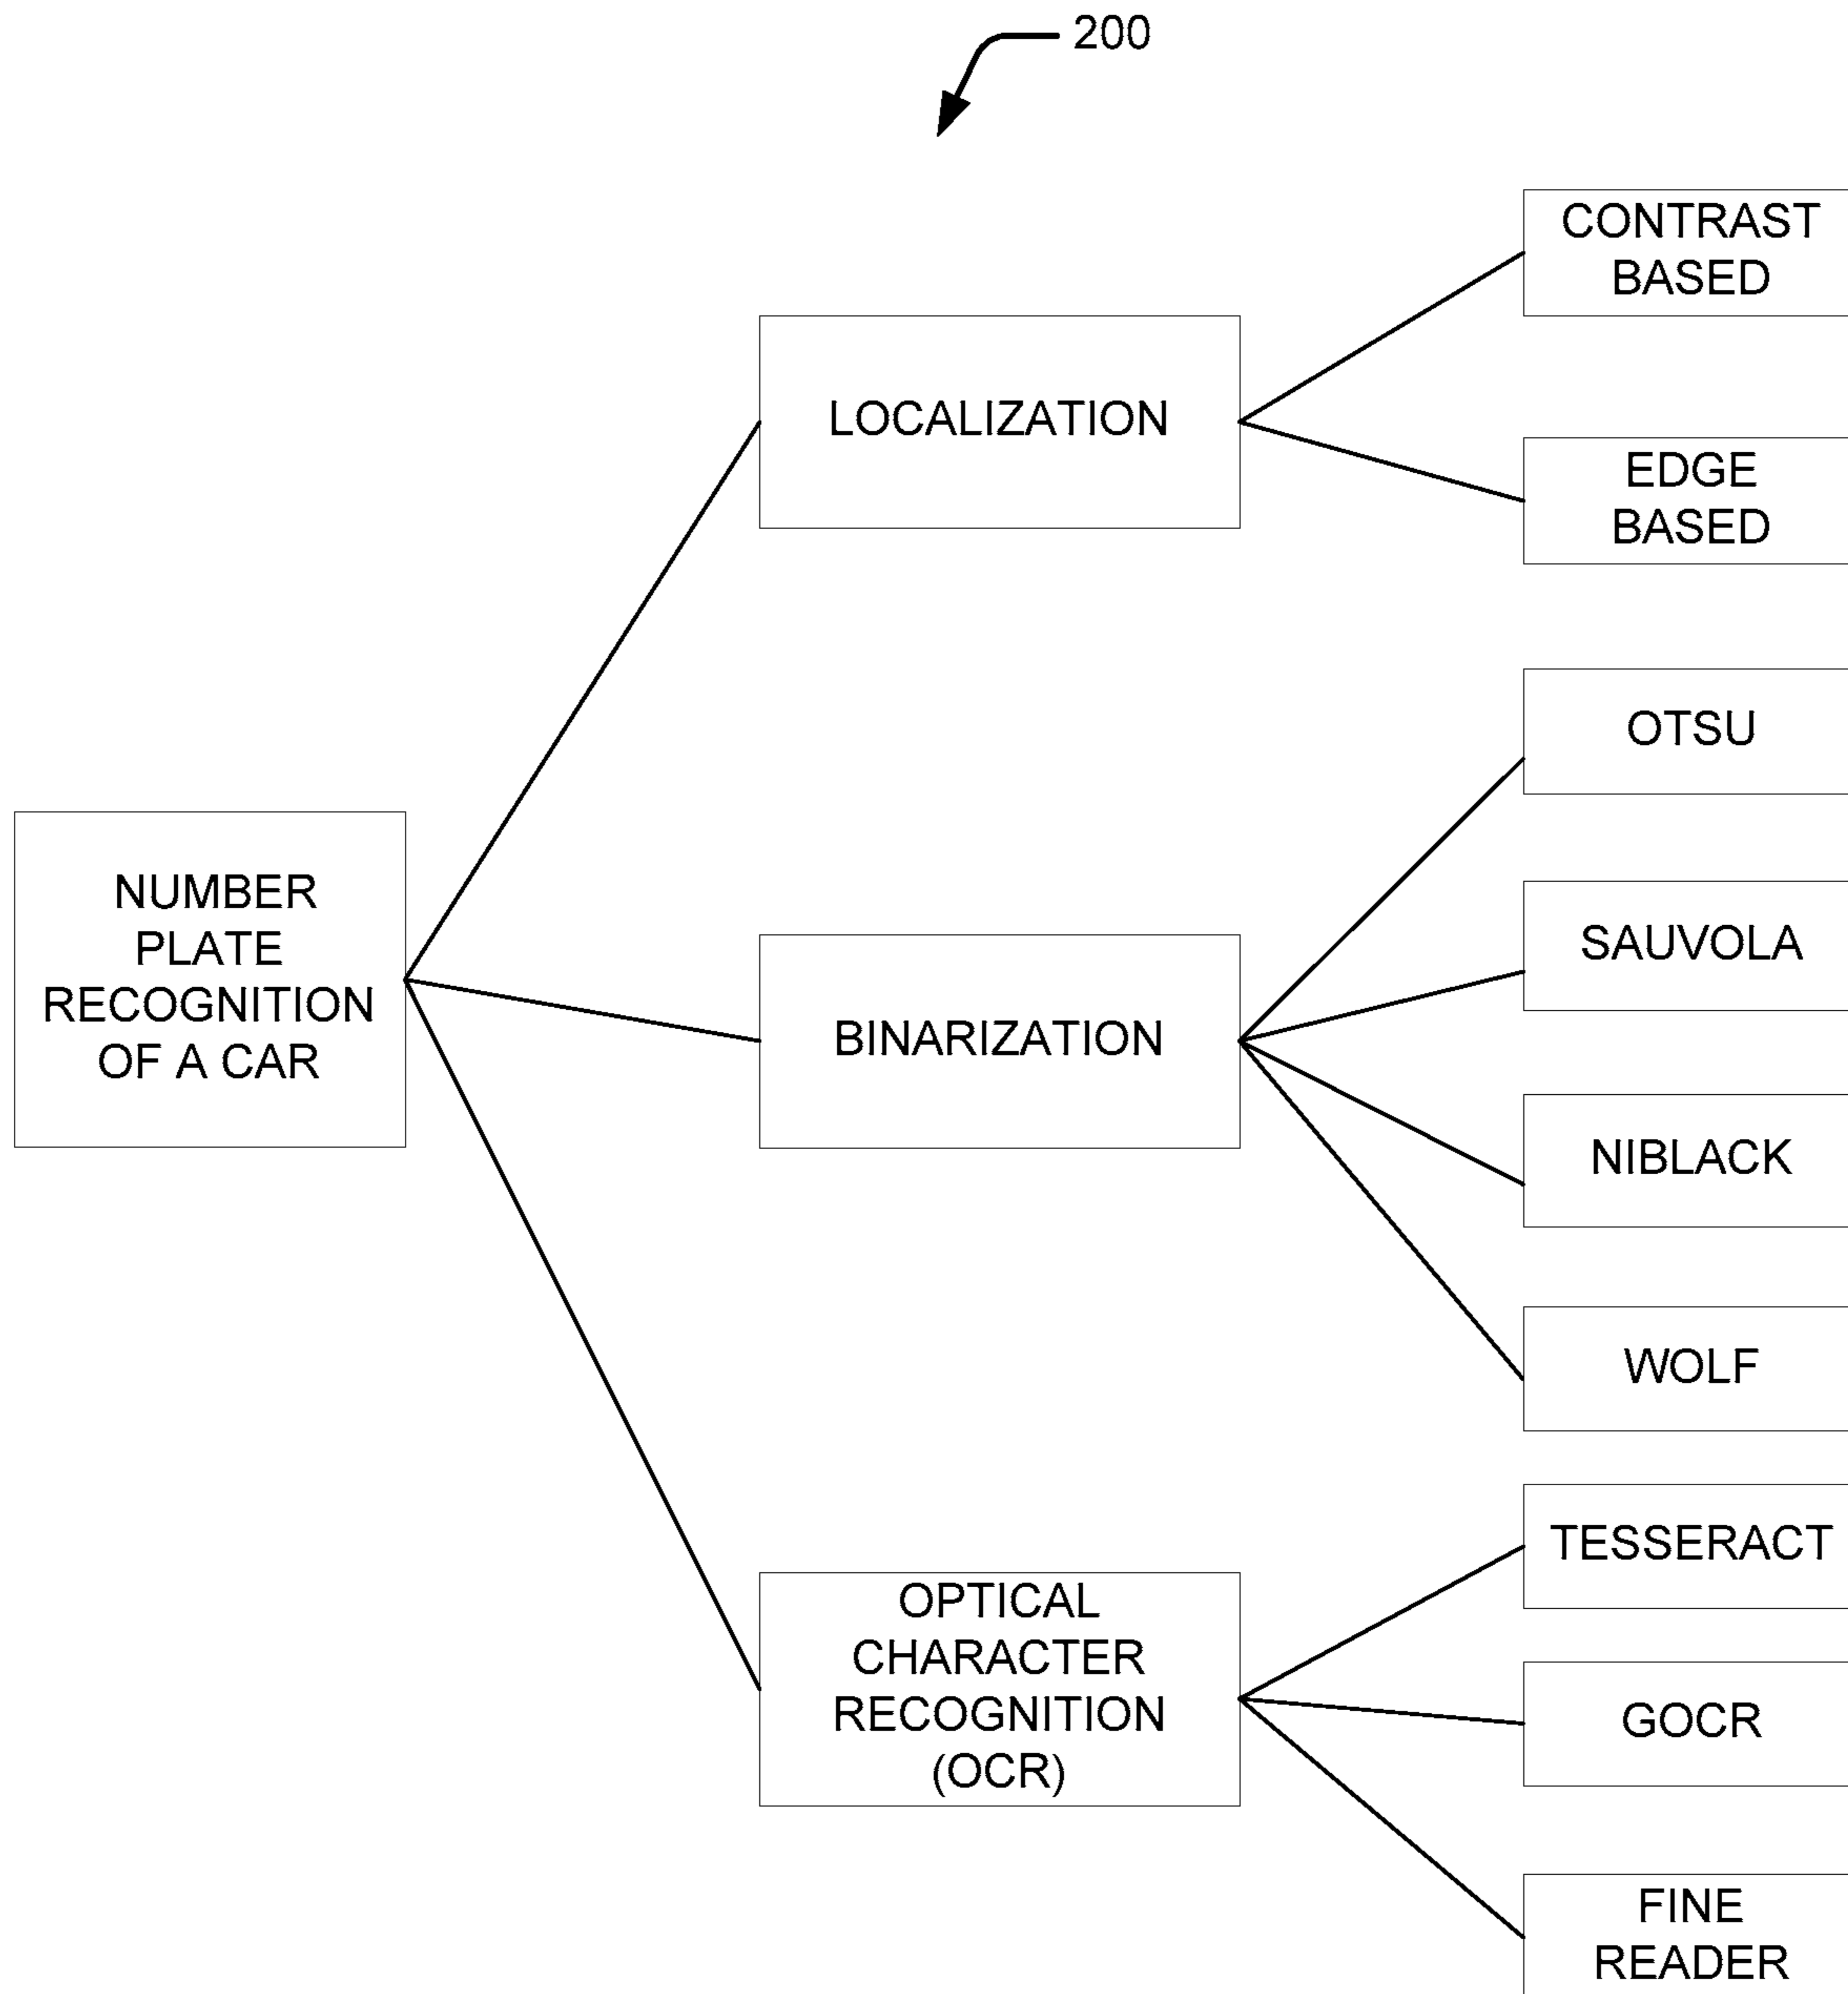 200
CONTRAST
BASED
LOCALIZATION
EDGE
BASED
OTSU
NUMBER
PLATE
RECOGNITION
OF A CAR
SAUVOLA
BINARIZATION
NIBLACK
WOLF
TESSERACT
OPTICAL
CHARACTER
RECOGNITION
(OCR)
GOCR
FINE
READER